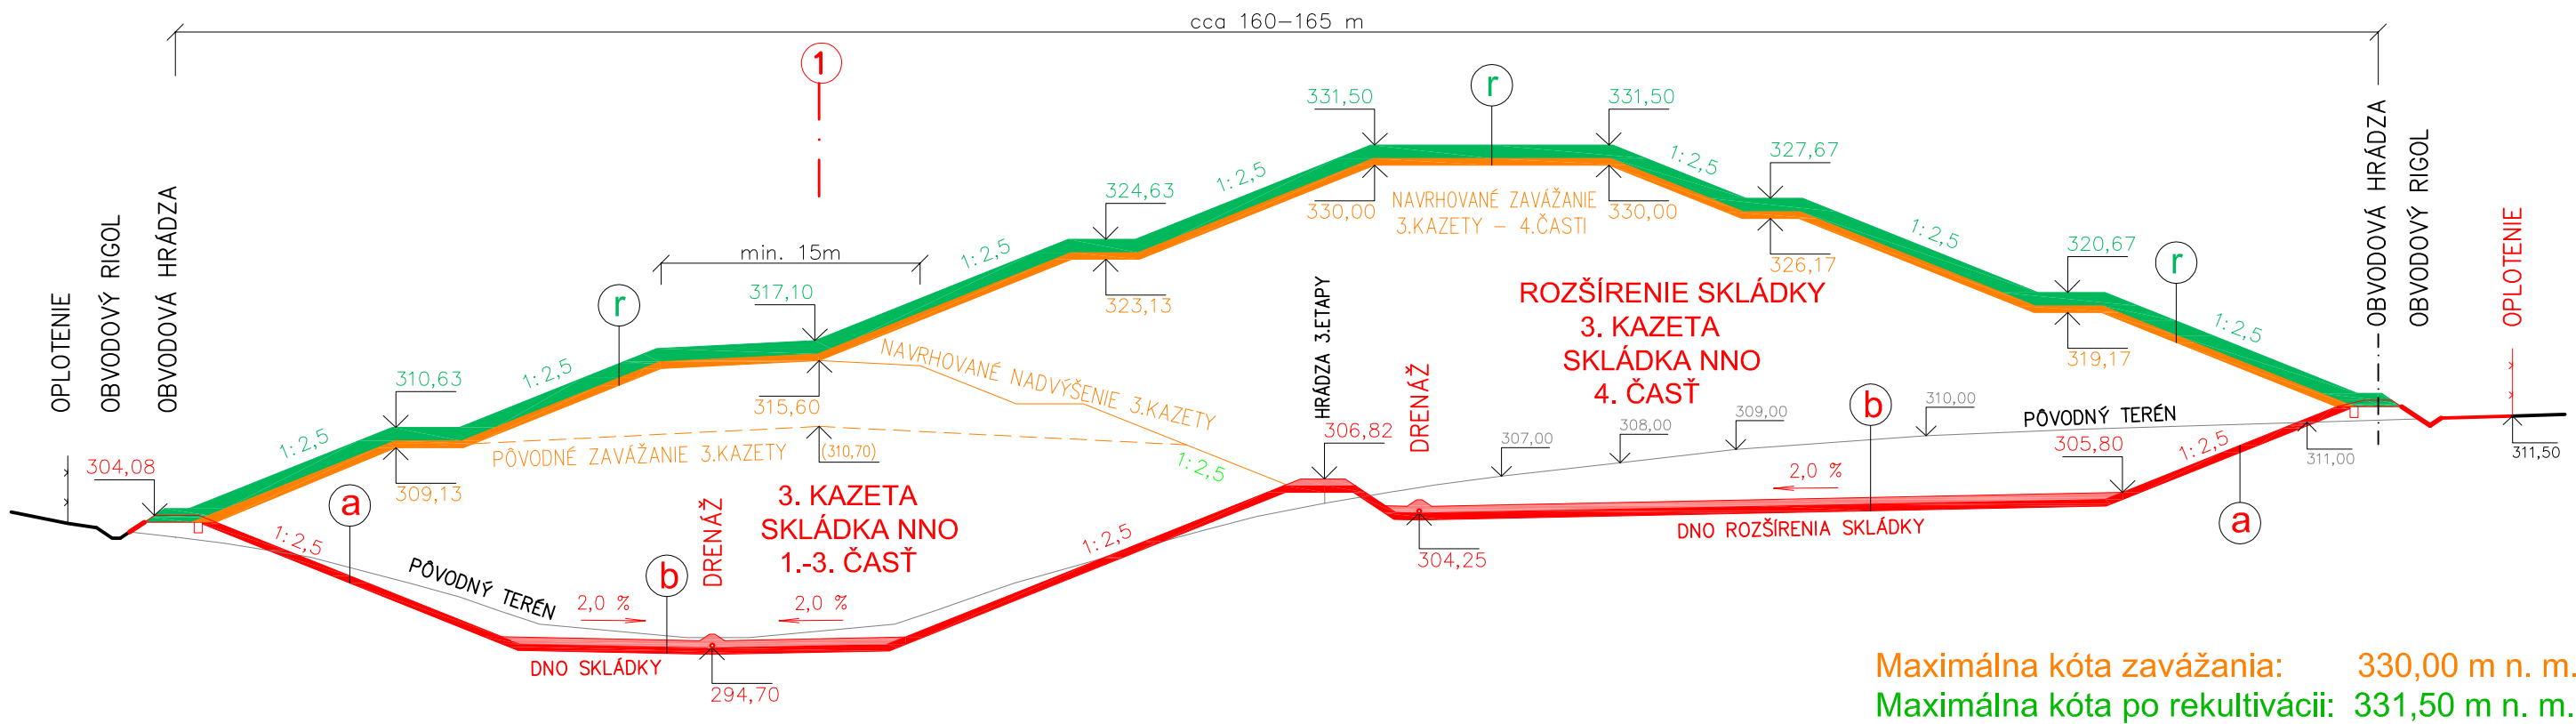 cca 160–165 m
1
r
331,50
331,50
330,00
330,00
NAVRHOVANÉ ZAVÁŽANIE
3.KAZETY – 4.ČASTI
1:2,5
327,67
326,17
1:2,5
324,63
323,13
1:2,5
1:2,5
320,67
319,17
r
1:2,5
min. 15m
317,10
315,60
r
1:2,5
310,63
309,13
1:2,5
OPLOTENIE
OBVODOVÝ RIGOL
OBVODOVÁ HRÁDZA
304,08
NAVRHOVANÉ NADVÝŠENIE 3.KAZETY
PÔVODNÉ ZAVÁŽANIE 3.KAZETY
(310,70)
1:2,5
HRÁDZA 3.ETAPY
306,82
DRENÁŽ
ROZŠÍRENIE SKLÁDKY
3. KAZETA
SKLÁDKA NNO
4. ČASŤ
307,00
308,00
309,00
310,00
b
PÔVODNÝ TERÉN
305,80
1:2,5
311,00
311,50
OBVODOVÁ HRÁDZA
OBVODOVÝ RIGOL
OPLOTENIE
2,0 %
a
DNO ROZŠÍRENIA SKLÁDKY
304,25
a
1:2,5
PÔVODNÝ TERÉN
3. KAZETA
SKLÁDKA NNO
1.-3. ČASŤ
DRENÁŽ
b
2,0 %
2,0 %
1:2,5
DNO SKLÁDKY
294,70
Maximálna kóta zavážania: 330,00 m n. m.
Maximálna kóta po rekultivácii: 331,50 m n. m.